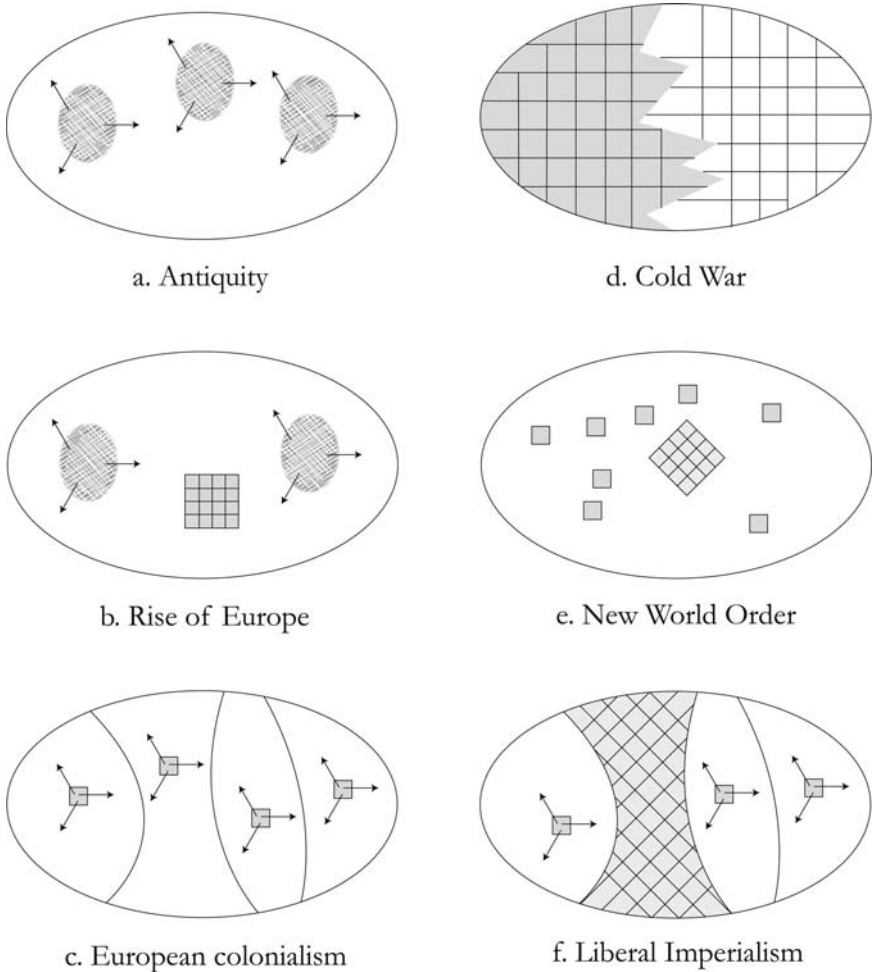 a. Antiquity
d. Cold War
b. Rise of Europe
e. New World Order
c. European colonialism
f. Liberal Imperialism